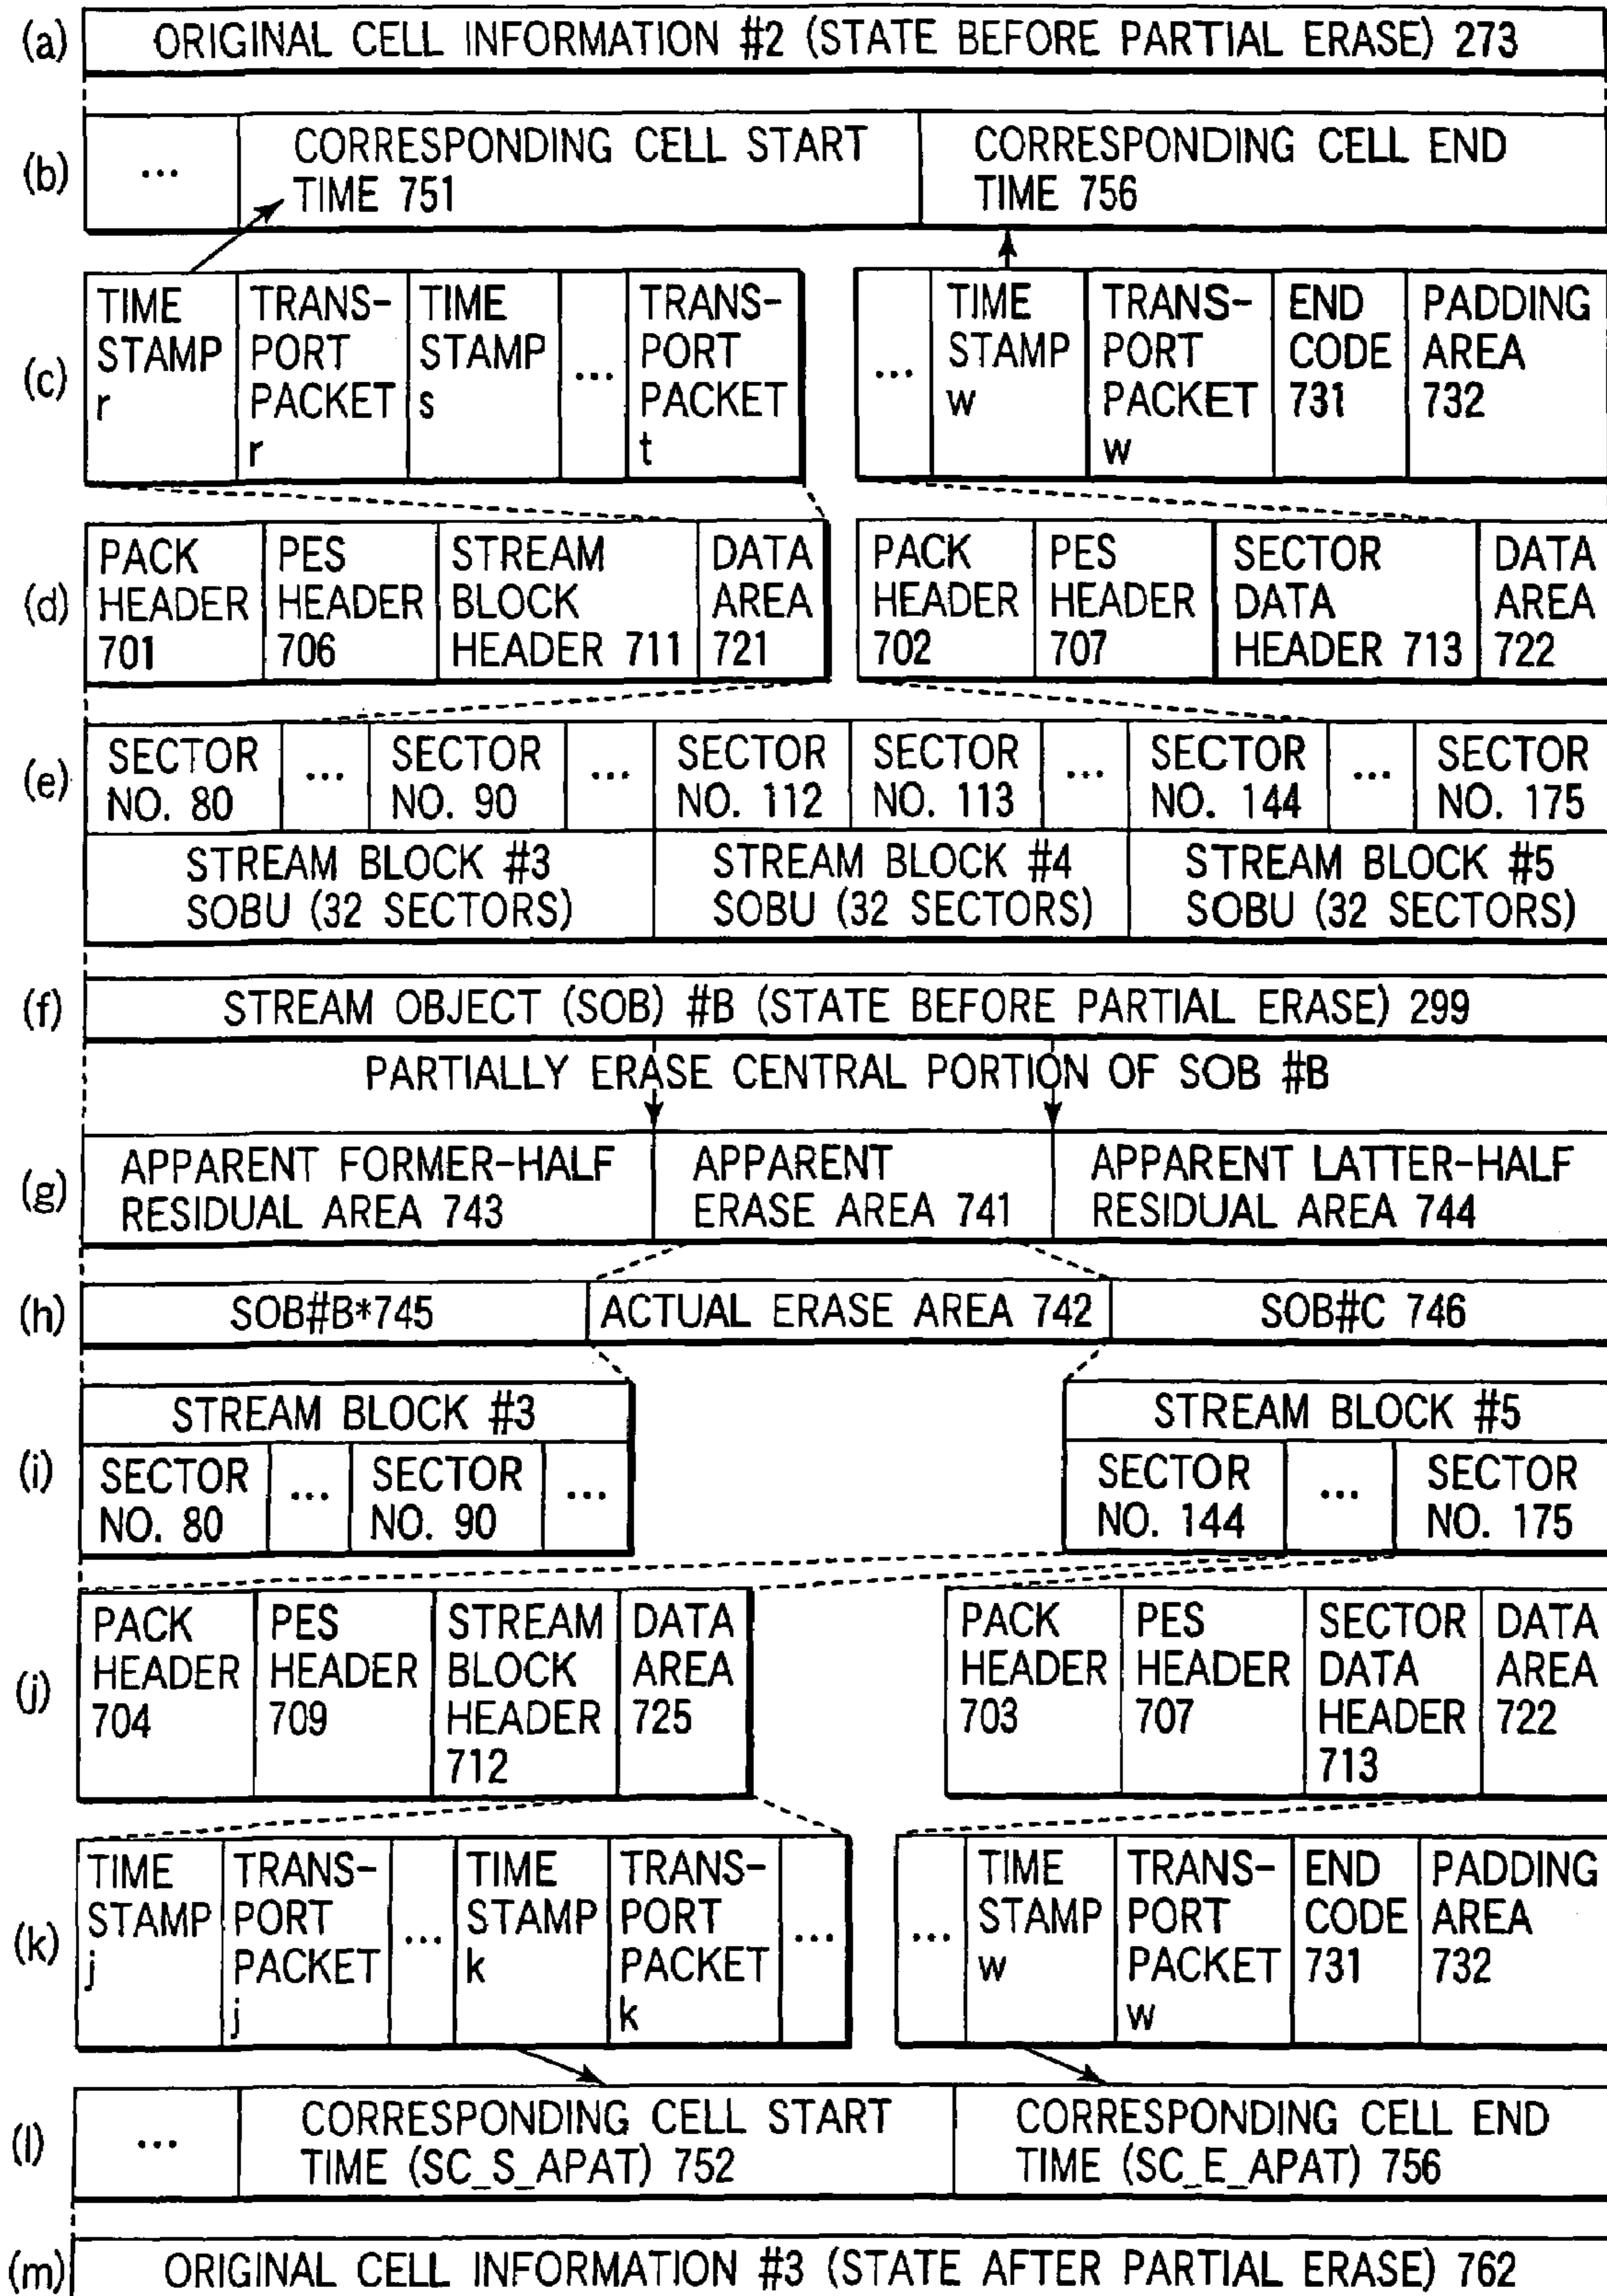 (a) ORIGINAL CELL INFORMATION #2 (STATE BEFORE PARTIAL ERASE) 273
(b) ... CORRESPONDING CELL START TIME 751 CORRESPONDING CELL END TIME 756
(c) TIME STAMP r TRANS-PORT PACKET r TIME STAMP s ... TRANS-PORT PACKET t ... TIME STAMP w TRANS-PORT PACKET w END CODE 731 PADDING AREA 732
(d) PACK HEADER 701 PES HEADER 706 STREAM BLOCK HEADER 711 DATA AREA 721 PACK HEADER 702 PES HEADER 707 SECTOR DATA HEADER 713 DATA AREA 722
(e) SECTOR NO. 80 ... SECTOR NO. 90 ... SECTOR NO. 112 SECTOR NO. 113 ... SECTOR NO. 144 ... SECTOR NO. 175
STREAM BLOCK #3 SOBU (32 SECTORS) STREAM BLOCK #4 SOBU (32 SECTORS) STREAM BLOCK #5 SOBU (32 SECTORS)
(f) STREAM OBJECT (SOB) #B (STATE BEFORE PARTIAL ERASE) 299
PARTIALLY ERASE CENTRAL PORTION OF SOB #B
(g) APPARENT FORMER-HALF RESIDUAL AREA 743 APPARENT ERASE AREA 741 APPARENT LATTER-HALF RESIDUAL AREA 744
(h) SOB#B*745 ACTUAL ERASE AREA 742 SOB#C 746
(i) STREAM BLOCK #3 STREAM BLOCK #5
SECTOR NO. 80 ... SECTOR NO. 90 ... SECTOR NO. 144 ... SECTOR NO. 175
(j) PACK HEADER 704 PES HEADER 709 STREAM BLOCK HEADER 712 DATA AREA 725 PACK HEADER 703 PES HEADER 707 SECTOR DATA HEADER 713 DATA AREA 722
(k) TIME STAMP j TRANS-PORT PACKET j ... TIME STAMP k TRANS-PORT PACKET k ... ... TIME STAMP w TRANS-PORT PACKET w END CODE 731 PADDING AREA 732
(l) ... CORRESPONDING CELL START TIME (SC_S_APAT) 752 CORRESPONDING CELL END TIME (SC_E_APAT) 756
(m) ORIGINAL CELL INFORMATION #3 (STATE AFTER PARTIAL ERASE) 762